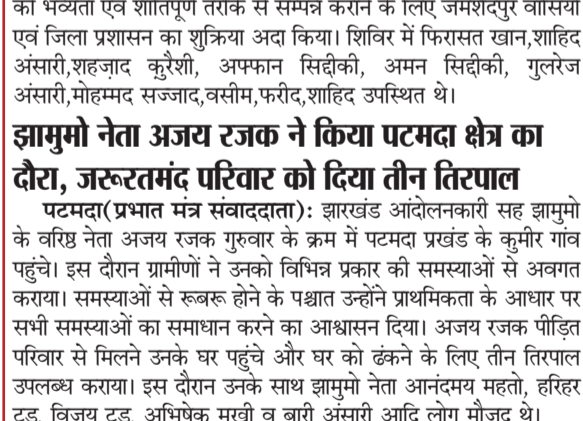 को भव्यता एवं शांतिपूर्ण तरीके से सम्पन्न कराने के लिए जमशेदपुर वासियों
एवं जिला प्रशासन का शुक्रिया अदा किया। शिविर में फिरासत खान,शाहिद
अंसारी,शहज़ाद क़ुरैशी, अफ्फान सिद्दीकी, अमन सिद्दीकी, गुलरेज
अंसारी,मोहम्मद सज्जाद,वसीम,फरीद,शाहिद उपस्थित थे।
झामुमो नेता अजय रजक ने किया पटमदा क्षेत्र का
दौरा, जरूरतमंद परिवार को दिया तीन तिरपाल
पटमदा(प्रभात मंत्र संवाददाता): झारखंड आंदोलनकारी सह झामुमो
के वरिष्ठ नेता अजय रजक गुरुवार के क्रम में पटमदा प्रखंड के कुमीर गांव
पहुंचे। इस दौरान ग्रामीणों ने उनको विभिन्न प्रकार की समस्याओं से अवगत
कराया। समस्याओं से रूबरू होने के पश्चात उन्होंने प्राथमिकता के आधार पर
सभी समस्याओं का समाधान करने का आश्वासन दिया। अजय रजक पीड़ित
परिवार से मिलने उनके घर पहुंचे और घर को ढंकने के लिए तीन तिरपाल
उपलब्ध कराया। इस दौरान उनके साथ झामुमो नेता आनंदमय महतो, हरिहर
टुडू, विजय टुडू, अभिषेक मुखी व बारी अंसारी आदि लोग मौजूद थे।